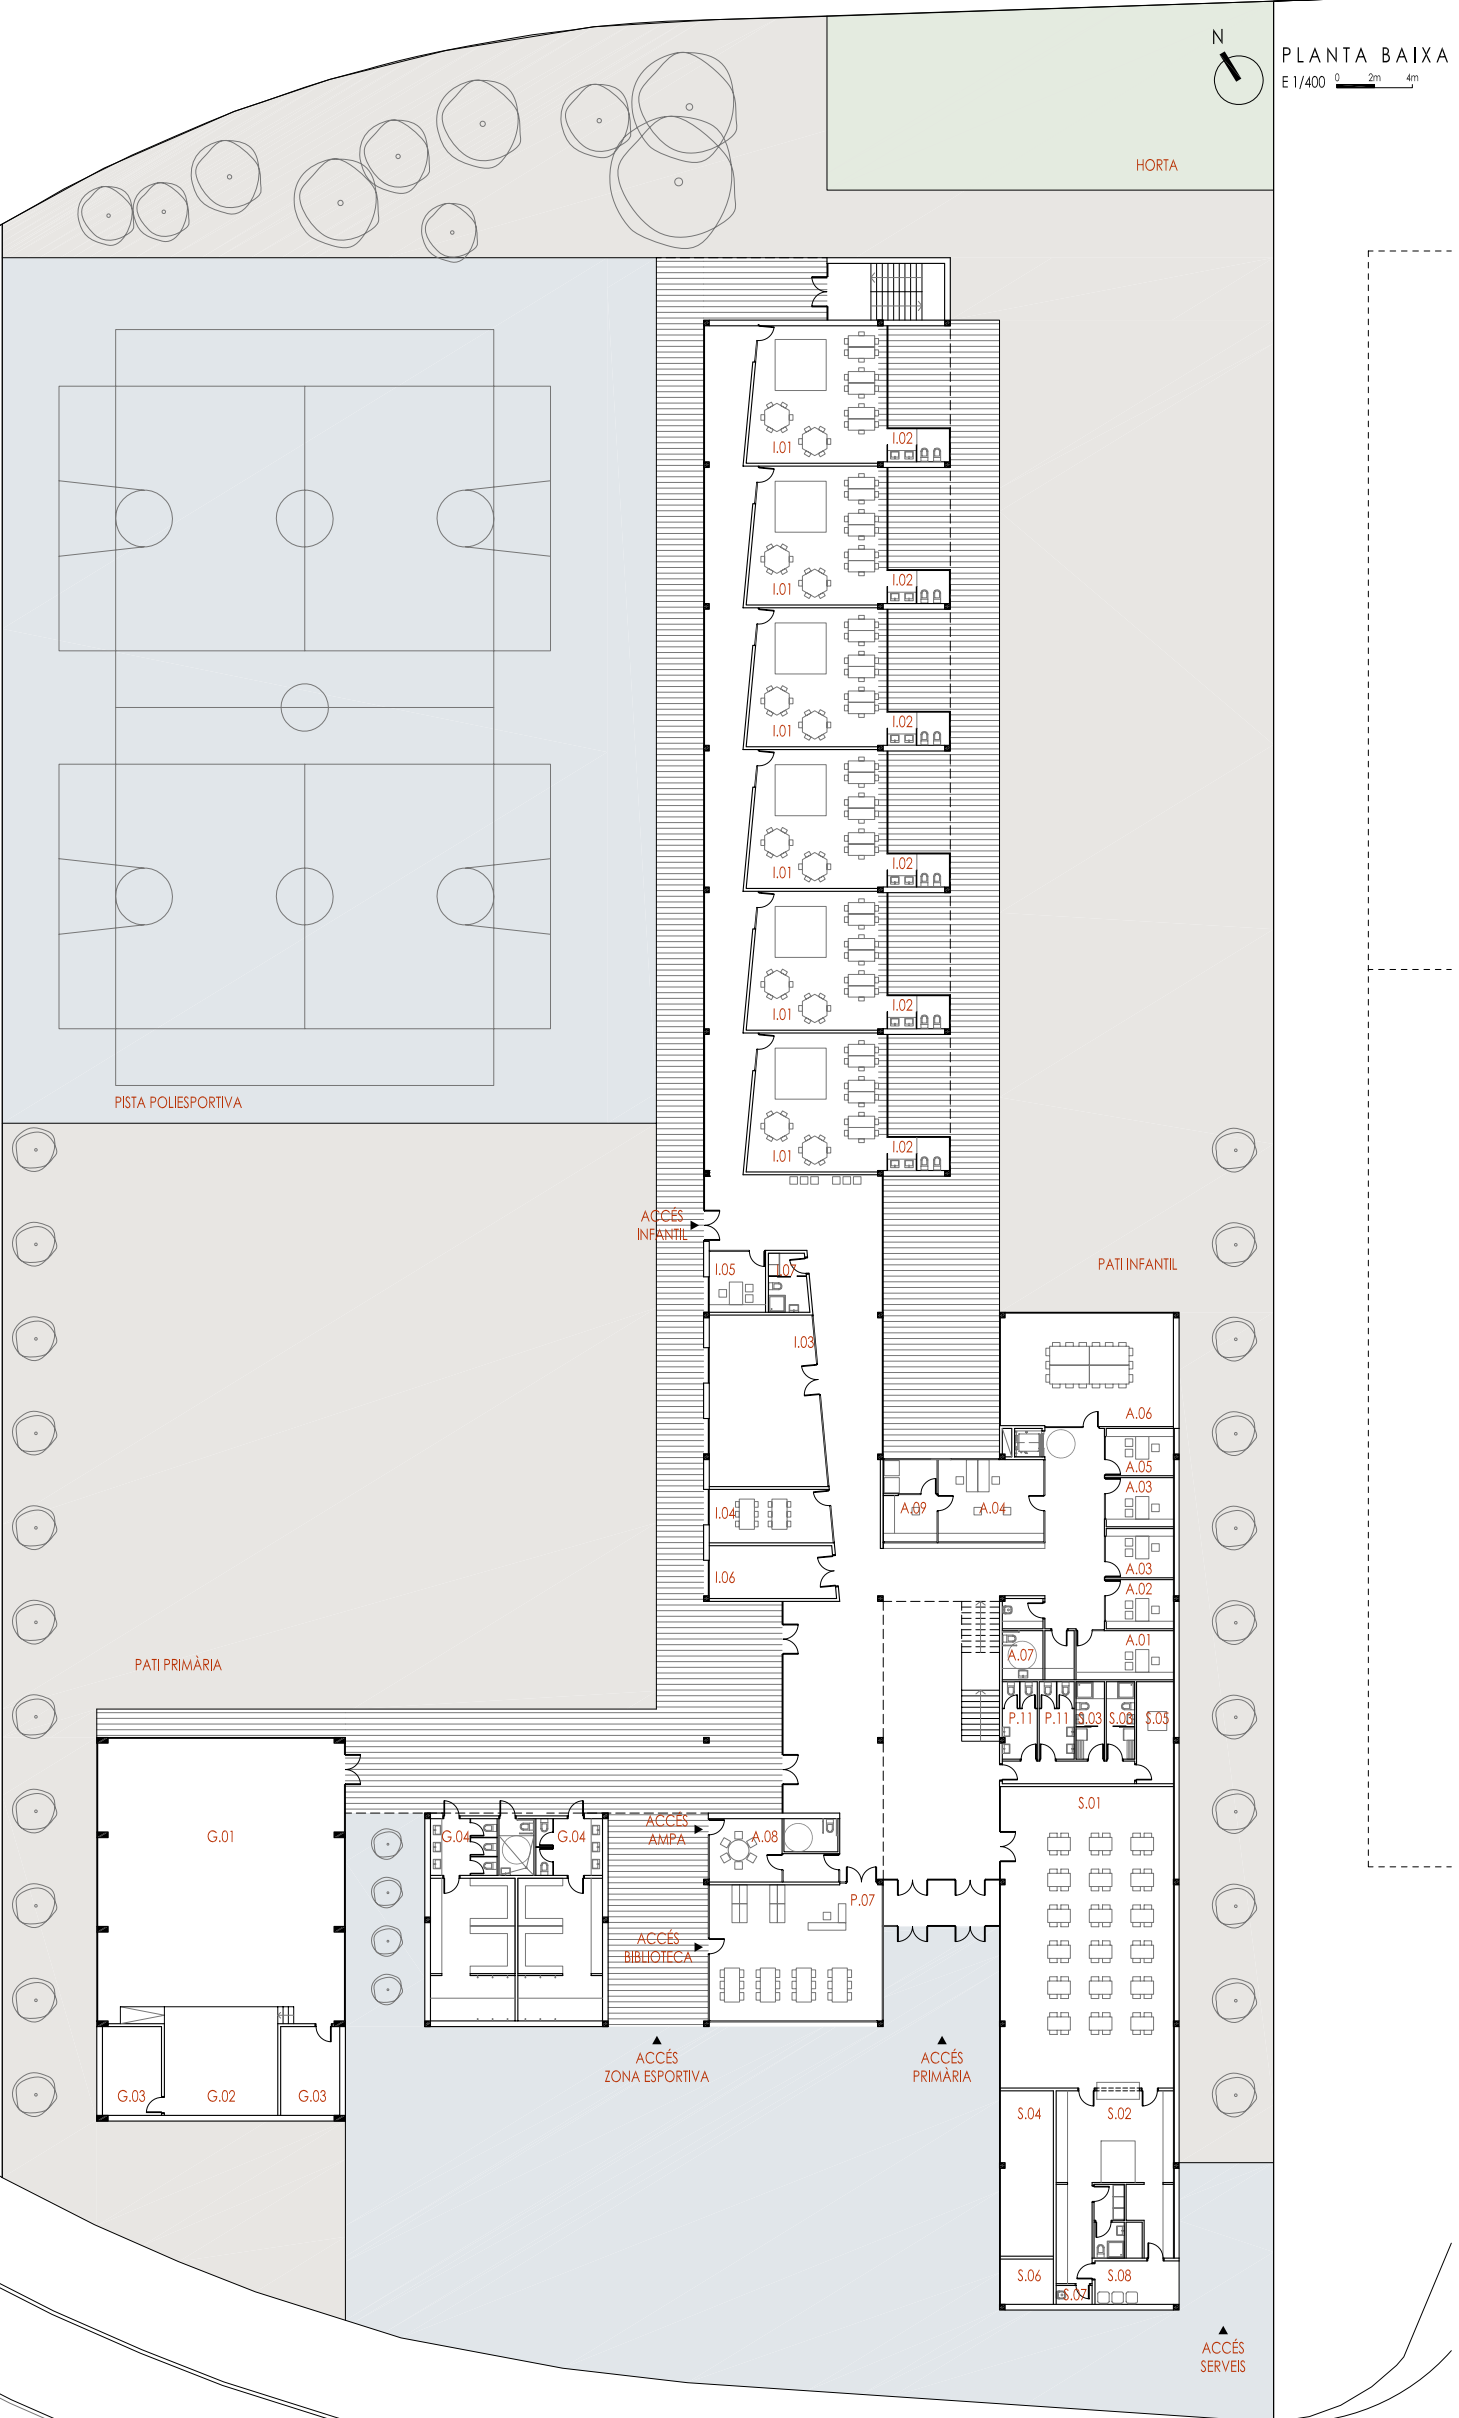 N
PLANTA BAIXA
E 1/400 0 2m 4m
HORTA
I.01
I.02
I.01
I.02
I.01
I.02
I.01
I.02
I.01
I.02
PISTA POLIESPORTIVA
I.01
I.02
ACCÉS
INFANTIL
PATI INFANTIL
I.05
I.07
I.03
A.06
A.05
A.03
I.04
A.09
A.04
A.03
I.06
A.02
A.01
A.07
PATI PRIMÀRIA
P.11
P.11
S.03
S.03
S.05
S.01
G.01
G.04
G.04
ACCÉS
AMPA
A.08
P.07
ACCÉS
BIBLIOTECA
ACCÉS
ZONA ESPORTIVA
ACCÉS
PRIMÀRIA
G.03
G.02
G.03
S.04
S.02
S.06
S.07
S.08
ACCÉS
SERVEIS